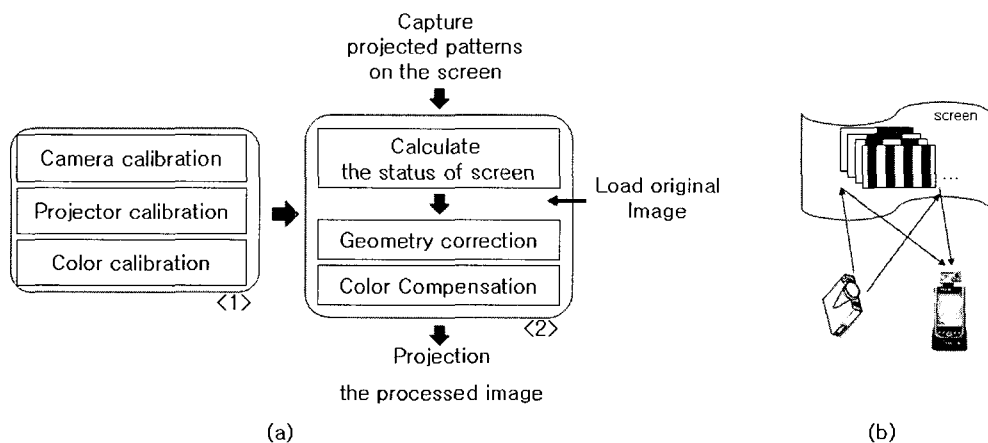 Capture
projected patterns
on the screen
Camera calibration
Projector calibration
Color calibration
<1>
Calculate
the status of screen
Geometry correction
Color Compensation
<2>
Load original
Image
Projection
the processed image
(a)
screen
...
(b)